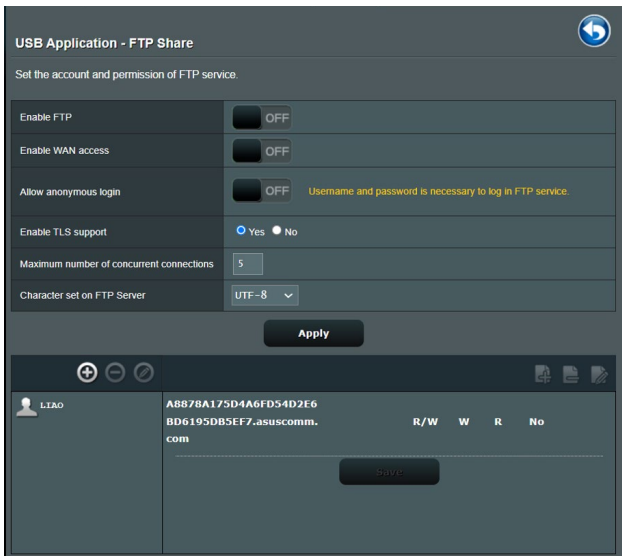 USB Application - FTP Share
Set the account and permission of FTP service.
Enable FTP
OFF
Enable WAN access
OFF
Allow anonymous login
OFF
Username and password is necessary to log in FTP service.
Enable TLS support
Yes No
Maximum number of concurrent connections
5
Character set on FTP Server
UTF-8
Apply
LIAO
A8878A175D4A6FD54D2E6
BD6195DB5EF7.asuscomm.
com
R/W W R No
Save